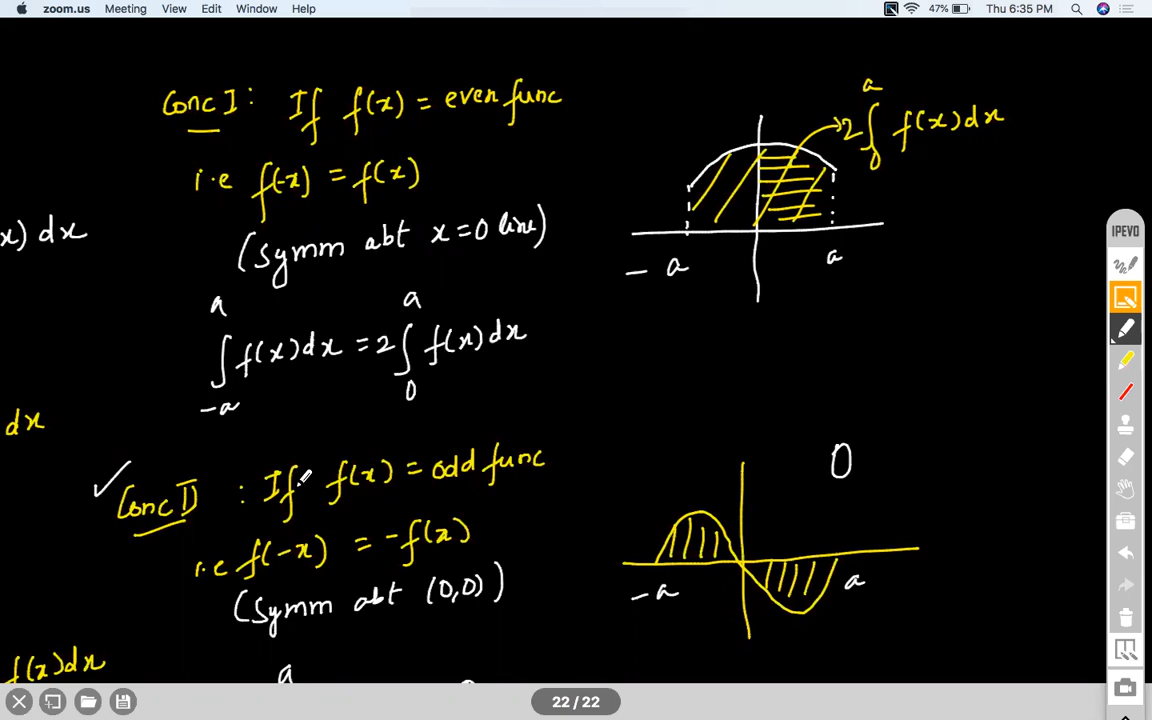 zoom.us Meeting View Edit Window Help
47% Thu 6:35 PM
Conc I: If f(x) = even func
i.e f(-x) = f(x)
(Symm abt x=0 line)
x) dx
a
∫ f(x)dx = 2 ∫ f(x)dx
-a
a
0
a
2 ∫ f(x)dx
0
-a
a
dx
Conc II : If f(x) = odd func
i.e f(-x) = -f(x)
(Symm abt (0,0))
0
-a
a
f(x)dx
a
IPEVO
22 / 22